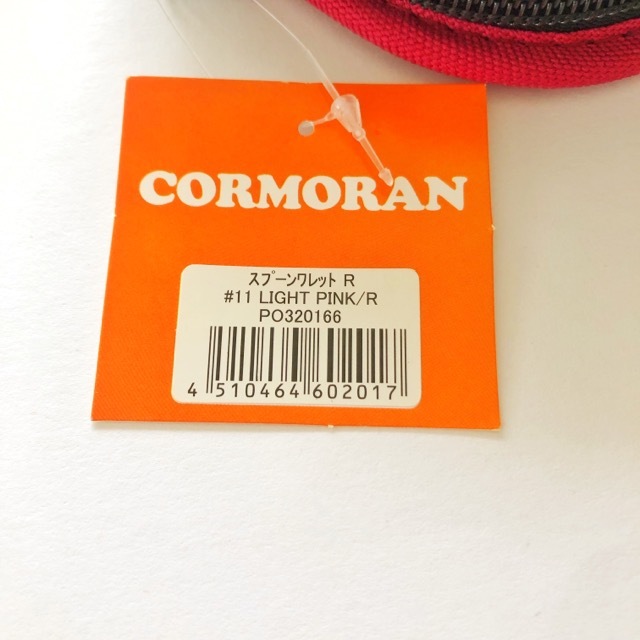 CORMORAN
ｽﾌﾟｰﾝﾜﾚｯﾄ R
#11 LIGHT PINK/R
PO320166
4 510464 602017